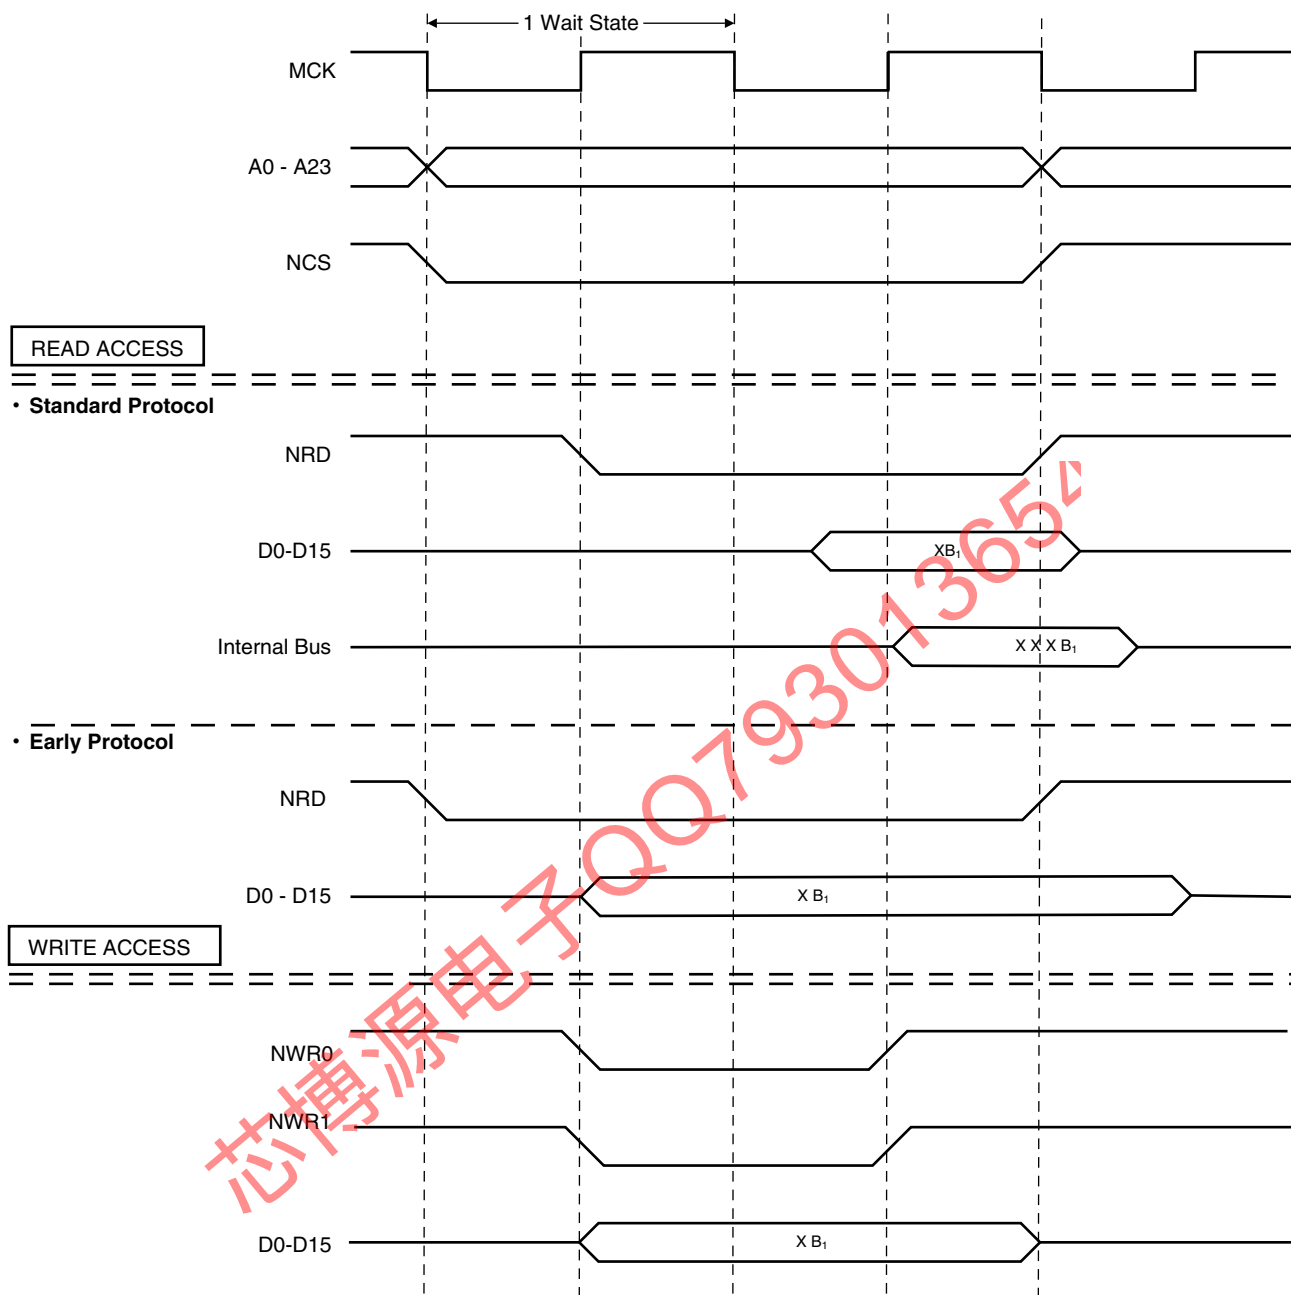 1 Wait State
MCK
A0 - A23
NCS
READ ACCESS
• Standard Protocol
NRD
D0-D15
XB₁
Internal Bus
X X X B₁
• Early Protocol
NRD
D0 - D15
X B₁
WRITE ACCESS
NWR0
NWR1
D0-D15
X B₁
芯博源电子QQ793013654